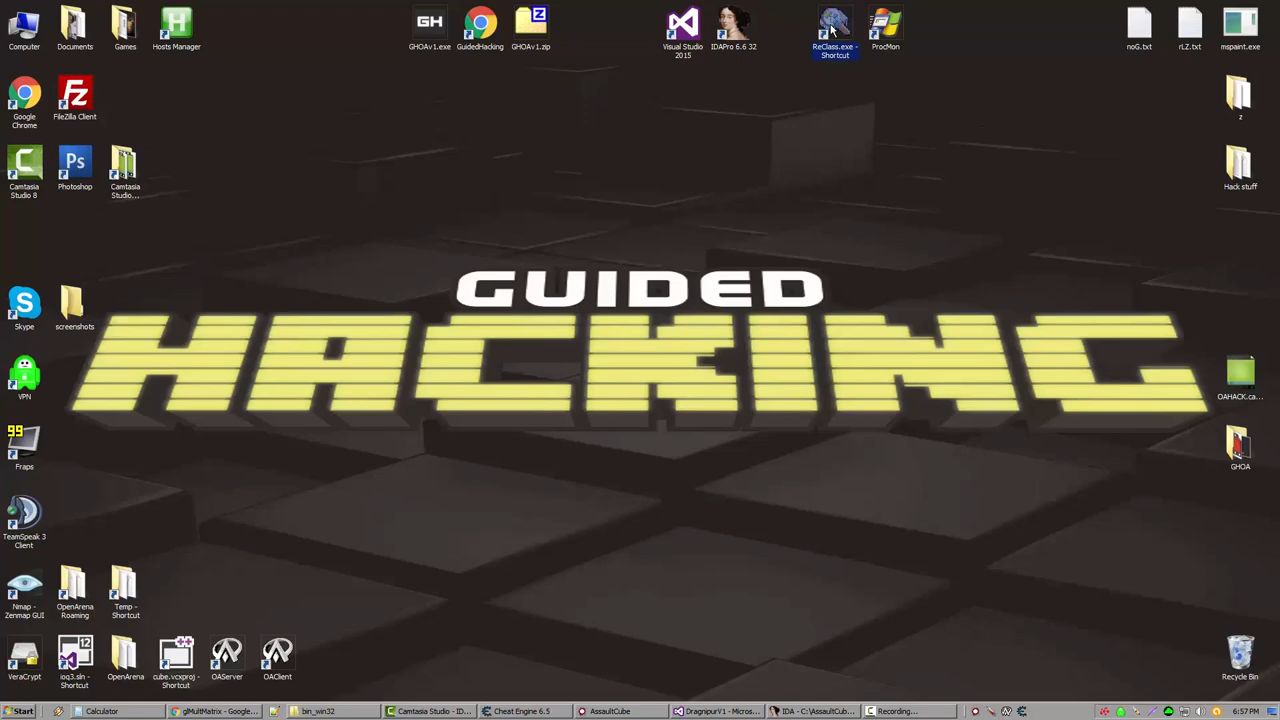 Computer
Documents
Games
Hosts Manager
GHOAv1.exe
GuidedHacking
GHOAv1.zip
Visual Studio
2015
IDAPro 6.6 32
ReClass.exe -
Shortcut
ProcMon
noG.txt
rLZ.txt
mspaint.exe
Google
Chrome
FileZilla Client
z
Camtasia
Studio 8
Photoshop
Camtasia
Studio...
Hack stuff
GUIDED
HACKING
Skype
screenshots
VPN
OAHACK.ca...
99
Fraps
GHOA
TeamSpeak 3
Client
Nmap -
Zenmap GUI
OpenArena
Roaming
Temp -
Shortcut
VeraCrypt
ioq3.sln -
Shortcut
OpenArena
cube.vcxproj -
Shortcut
OAServer
OAClient
Recycle Bin
Start
Calculator
glMultMatrix - Google...
bin_win32
Camtasia Studio - ID...
Cheat Engine 6.5
AssaultCube
DragnipurV1 - Micros...
IDA - C:\AssaultCub...
Recording...
6:57 PM